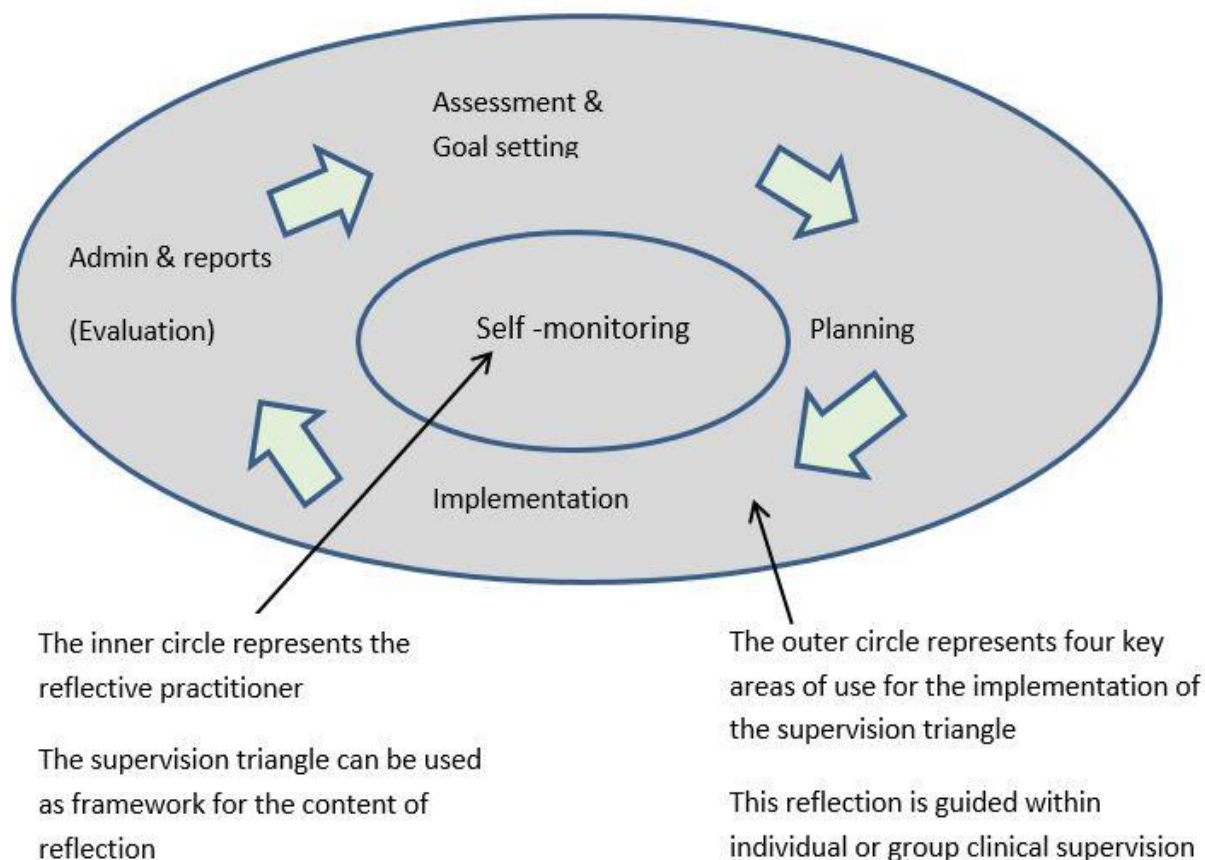 Assessment &
Goal setting
Admin & reports
(Evaluation)
Self -monitoring
Planning
Implementation
The inner circle represents the
reflective practitioner
The supervision triangle can be used
as framework for the content of
reflection
The outer circle represents four key
areas of use for the implementation of
the supervision triangle
This reflection is guided within
individual or group clinical supervision